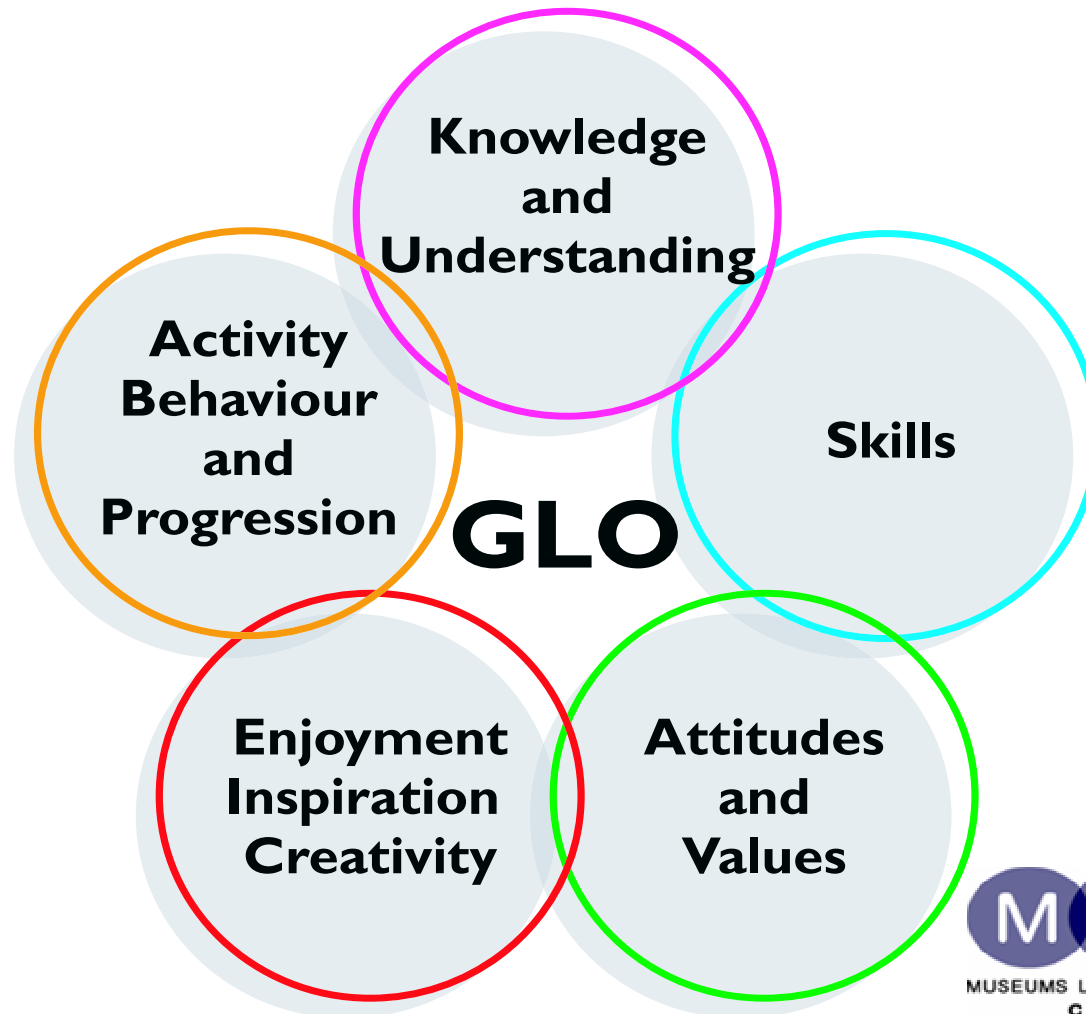 Knowledge
and
Understanding
Activity
Behaviour
and
Progression
Skills
GLO
Enjoyment
Inspiration
Creativity
Attitudes
and
Values
M
MUSEUMS L
C